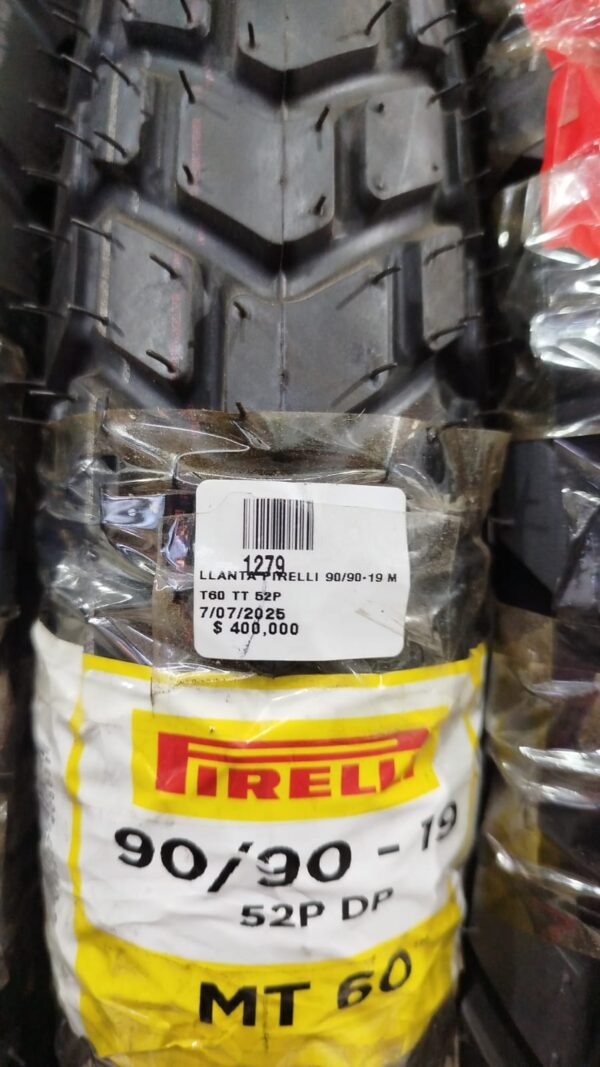 1279
LLANTA PIRELLI 90/90-19 M
T60 TT 52P
7/07/2025
$ 400,000
PIRELLI
90/90 - 19
52P DP
MT 60